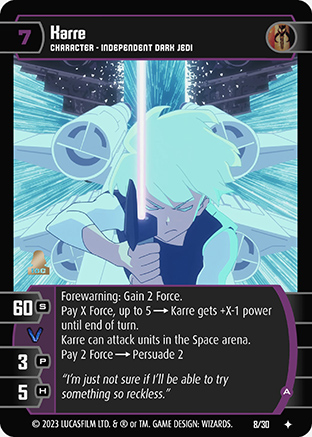 7
Karre
CHARACTER - INDEPENDENT DARK JEDI
60 S
V
3 P
5 H
Forewarning: Gain 2 Force.
Pay X Force, up to 5 → Karre gets +X-1 power
until end of turn.
Karre can attack units in the Space arena.
Pay 2 Force → Persuade 2
“I’m just not sure if I’ll be able to try
something so reckless.”
A
© 2023 LUCASFILM LTD. & ® or TM. GAME DESIGN: WIZARDS.
8/30